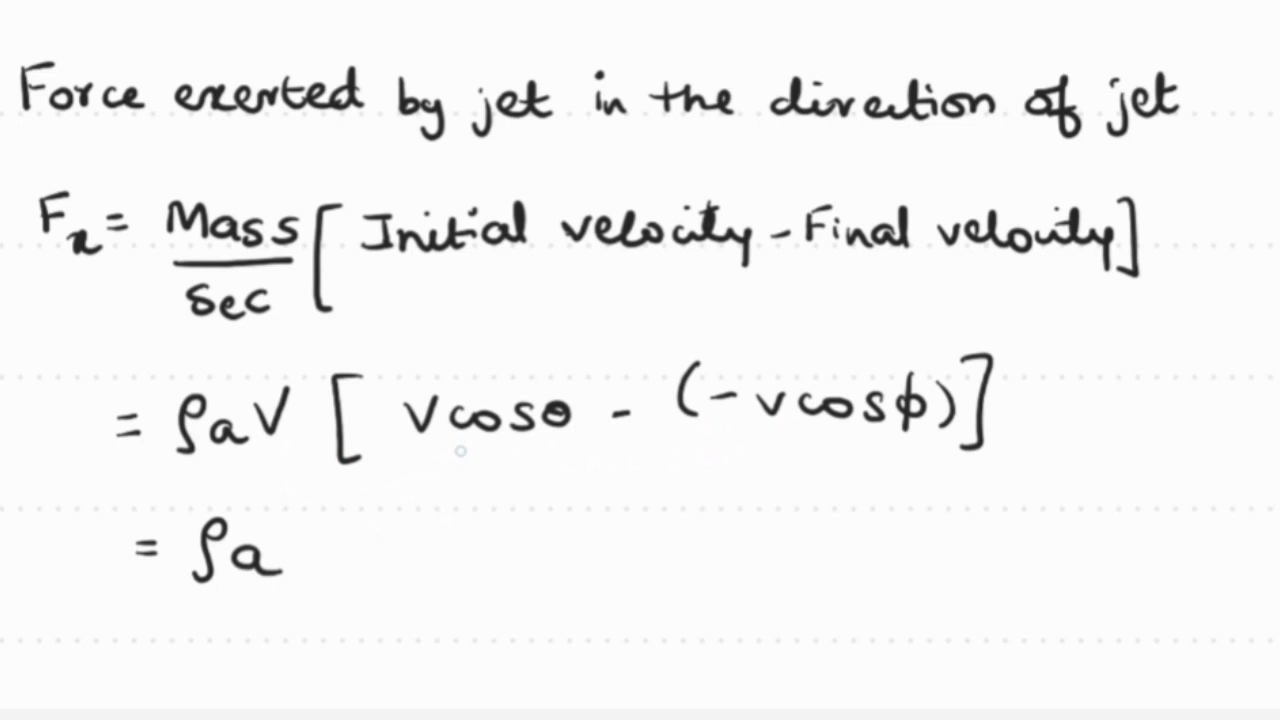 Force exerted by jet in the direction of jet
Fx = Mass/sec [Initial velocity - Final velocity]
= ρaV [Vcosθ - (-vcosϕ)]
= ρa